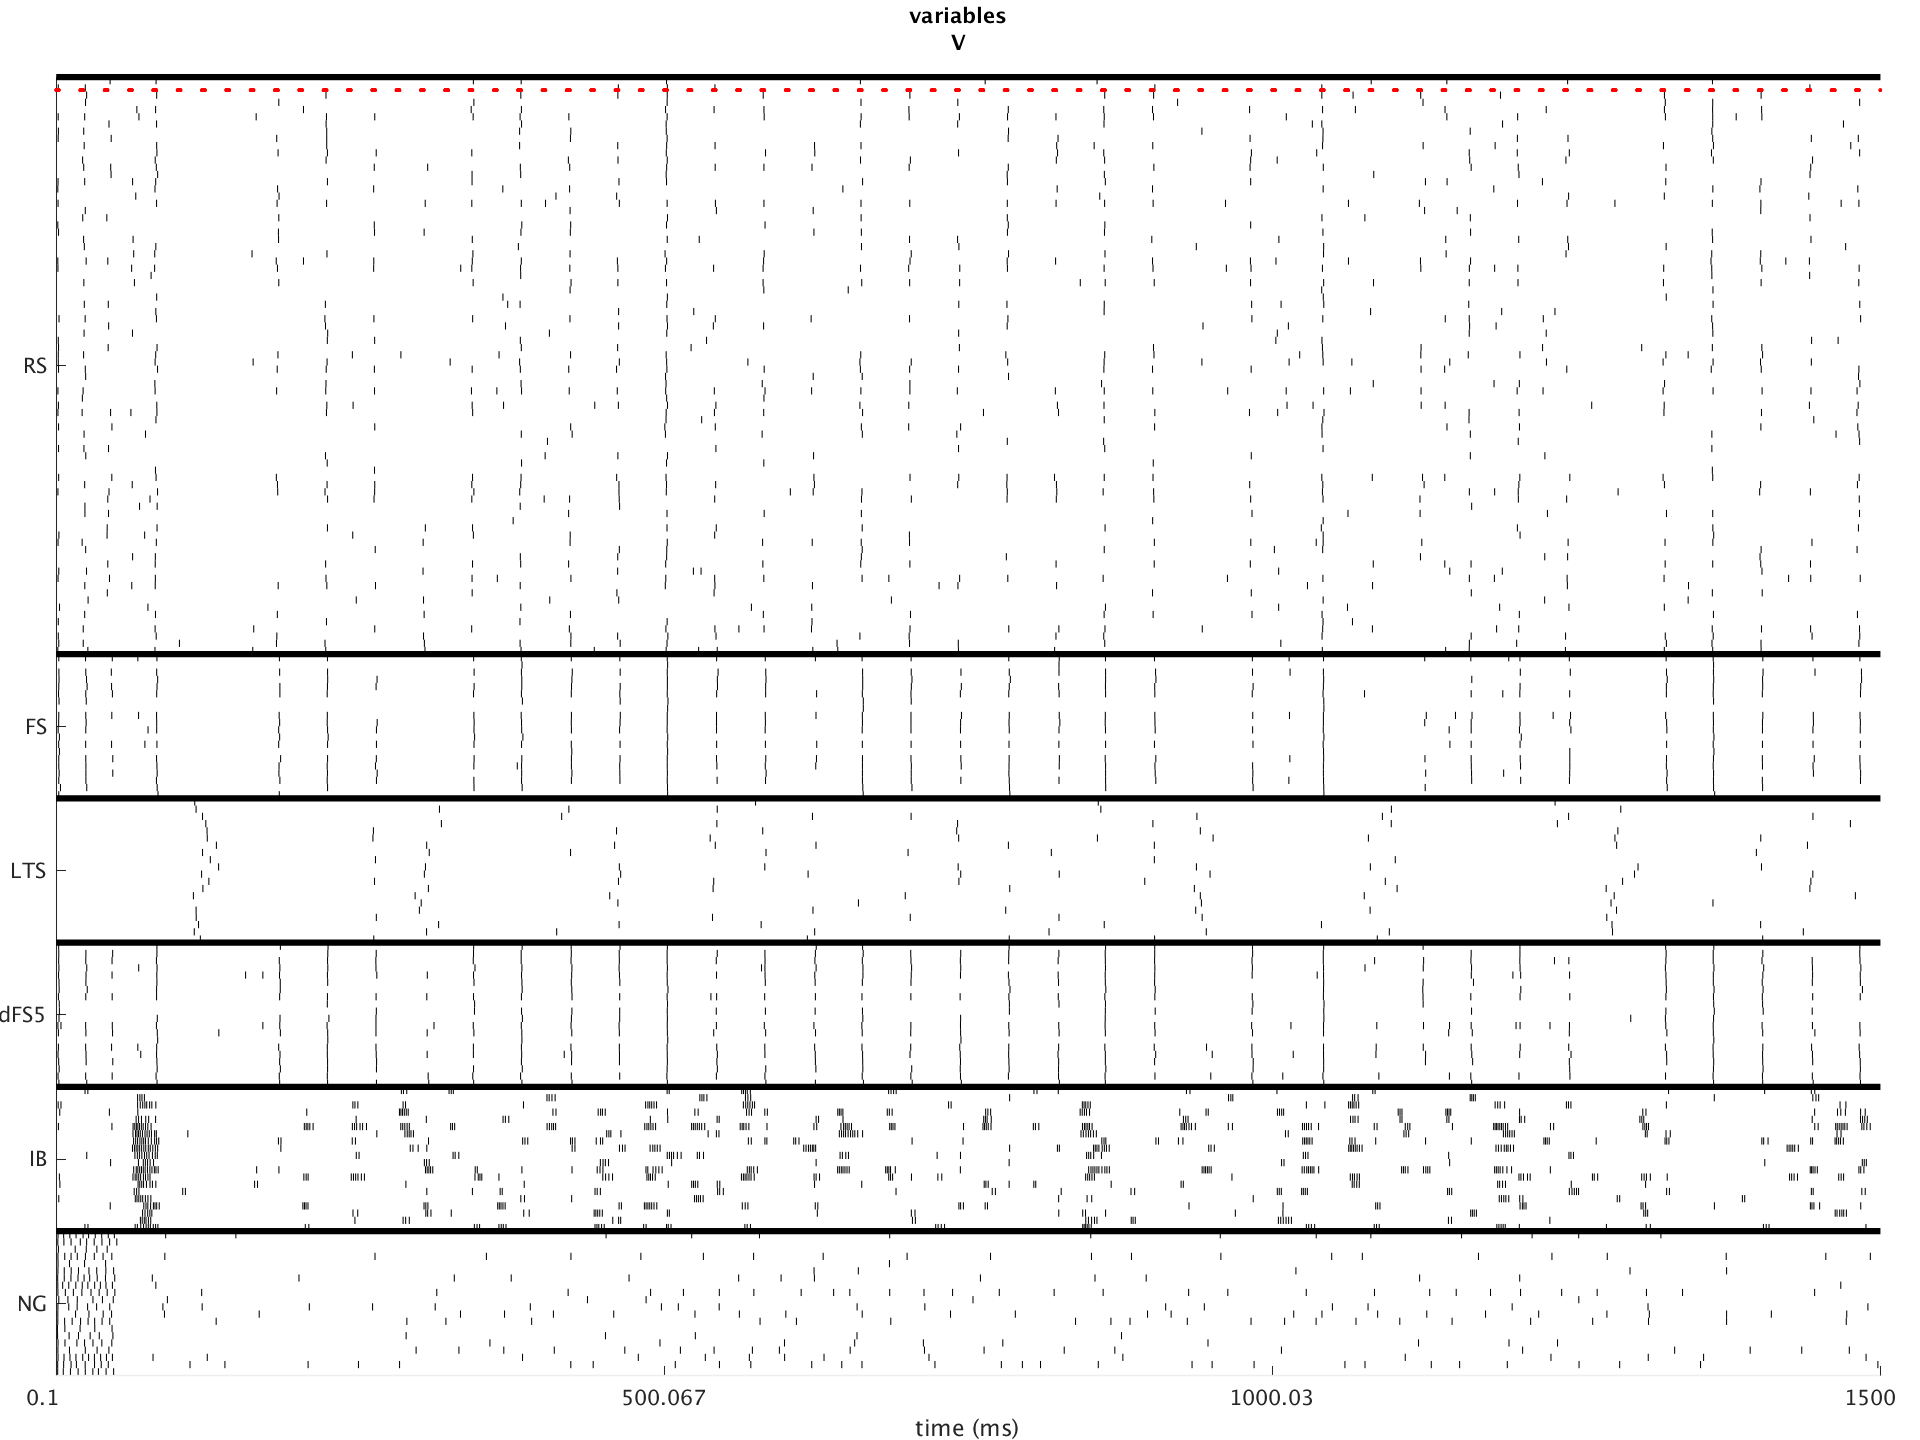 variables
V
RS
FS
LTS
dFS5
IB
NG
0.1
500.067
1000.03
1500
time (ms)